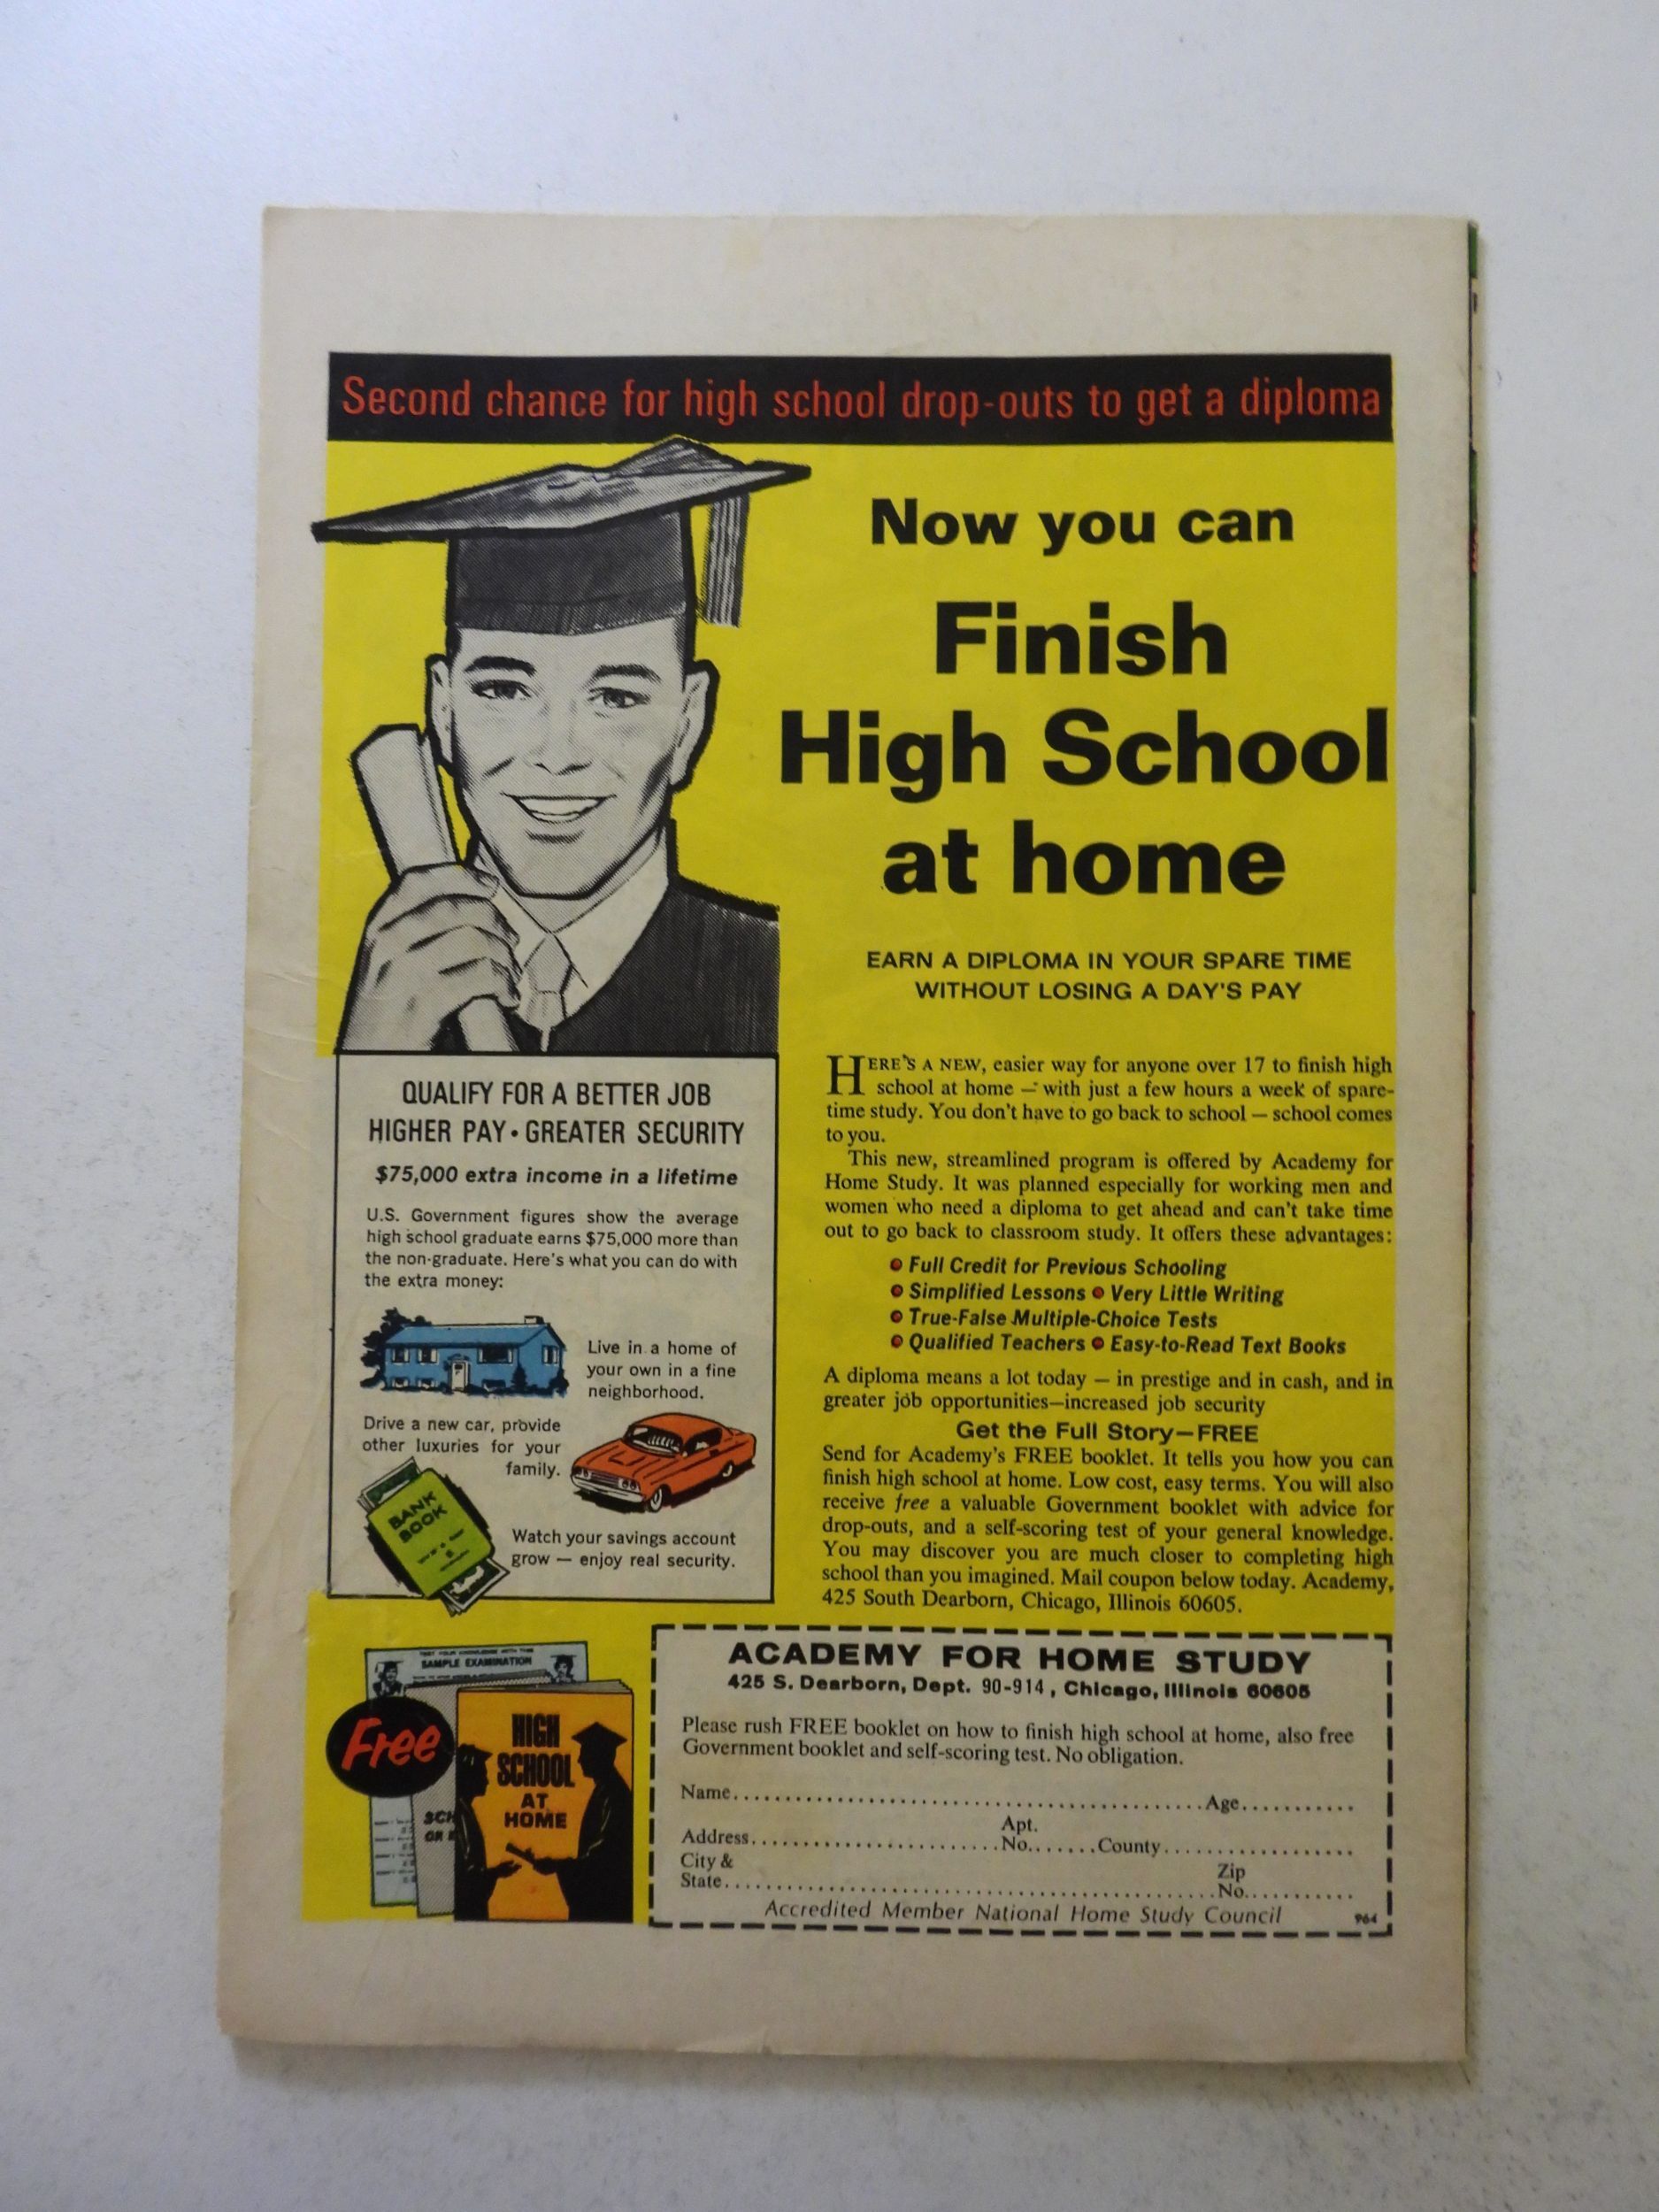 Second chance for high school drop-outs to get a diploma
Now you can
Finish
High School
at home
EARN A DIPLOMA IN YOUR SPARE TIME
WITHOUT LOSING A DAY'S PAY
QUALIFY FOR A BETTER JOB
HIGHER PAY • GREATER SECURITY
$75,000 extra income in a lifetime
U.S. Government figures show the average
high school graduate earns $75,000 more than
the non-graduate. Here's what you can do with
the extra money:
Live in a home of
your own in a fine
neighborhood.
Drive a new car, provide
other luxuries for your
family.
BANK
BOOK
Watch your savings account
grow — enjoy real security.
HERE'S A NEW, easier way for anyone over 17 to finish high
school at home — with just a few hours a week of spare-
time study. You don't have to go back to school — school comes
to you.
This new, streamlined program is offered by Academy for
Home Study. It was planned especially for working men and
women who need a diploma to get ahead and can't take time
out to go back to classroom study. It offers these advantages:
• Full Credit for Previous Schooling
• Simplified Lessons • Very Little Writing
• True-False Multiple-Choice Tests
• Qualified Teachers • Easy-to-Read Text Books
A diploma means a lot today — in prestige and in cash, and in
greater job opportunities—increased job security
Get the Full Story—FREE
Send for Academy's FREE booklet. It tells you how you can
finish high school at home. Low cost, easy terms. You will also
receive free a valuable Government booklet with advice for
drop-outs, and a self-scoring test of your general knowledge.
You may discover you are much closer to completing high
school than you imagined. Mail coupon below today. Academy,
425 South Dearborn, Chicago, Illinois 60605.
TEST YOUR KNOWLEDGE WITH THIS
SAMPLE EXAMINATION
Free
SCH
OR
HIGH
SCHOOL
AT
HOME
ACADEMY FOR HOME STUDY
425 S. Dearborn, Dept. 90-914, Chicago, Illinois 60605
Please rush FREE booklet on how to finish high school at home, also free
Government booklet and self-scoring test. No obligation.
Name.......................................................Age............
Address.............................Apt. No.......County...................
City & State.......................................................Zip No............
Accredited Member National Home Study Council
964